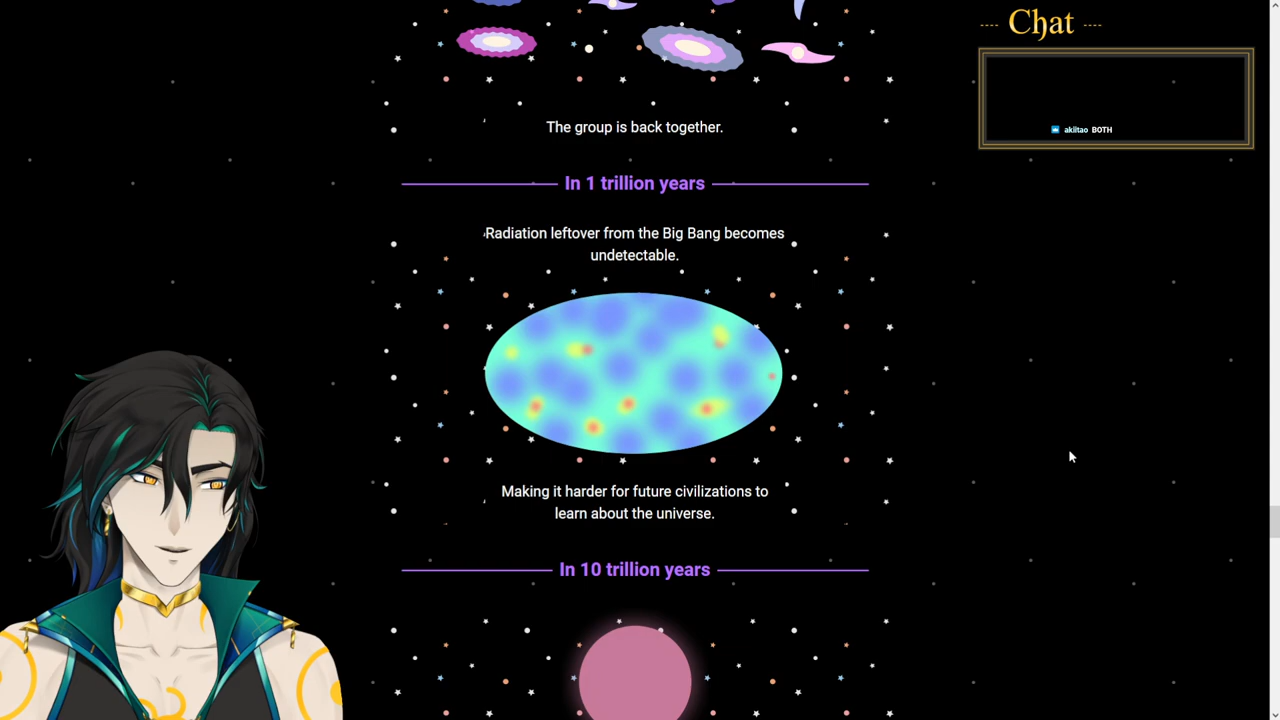 ---- Chat ----
akiitao BOTH
The group is back together.
In 1 trillion years
Radiation leftover from the Big Bang becomes
undetectable.
Making it harder for future civilizations to
learn about the universe.
In 10 trillion years